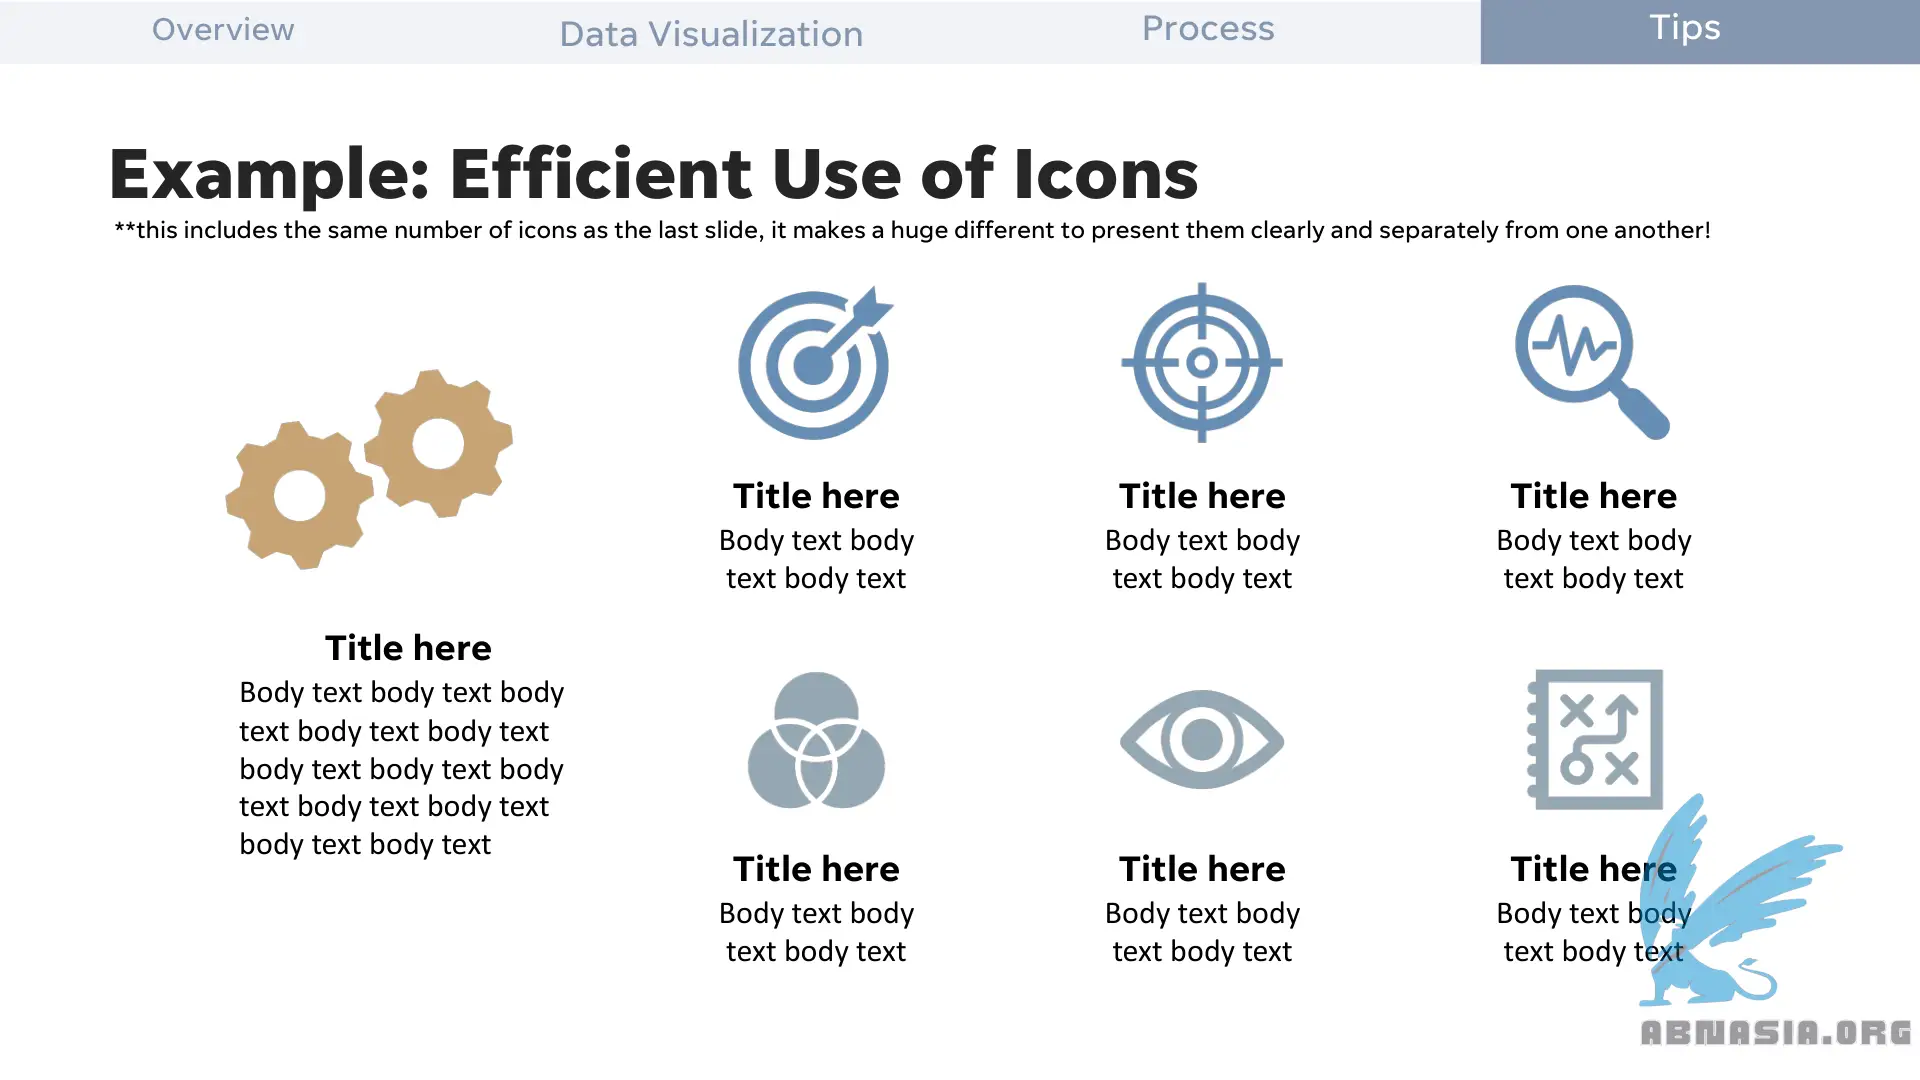 Overview
Data Visualization
Process
Tips
Example: Efficient Use of Icons
**this includes the same number of icons as the last slide, it makes a huge different to present them clearly and separately from one another!
Title here
Body text body text body
text body text body text
body text body text body
text body text body text
body text body text
Title here
Body text body
text body text
Title here
Body text body
text body text
Title here
Body text body
text body text
Title here
Body text body
text body text
Title here
Body text body
text body text
Title here
Body text body
text body text
ABNASIA.ORG